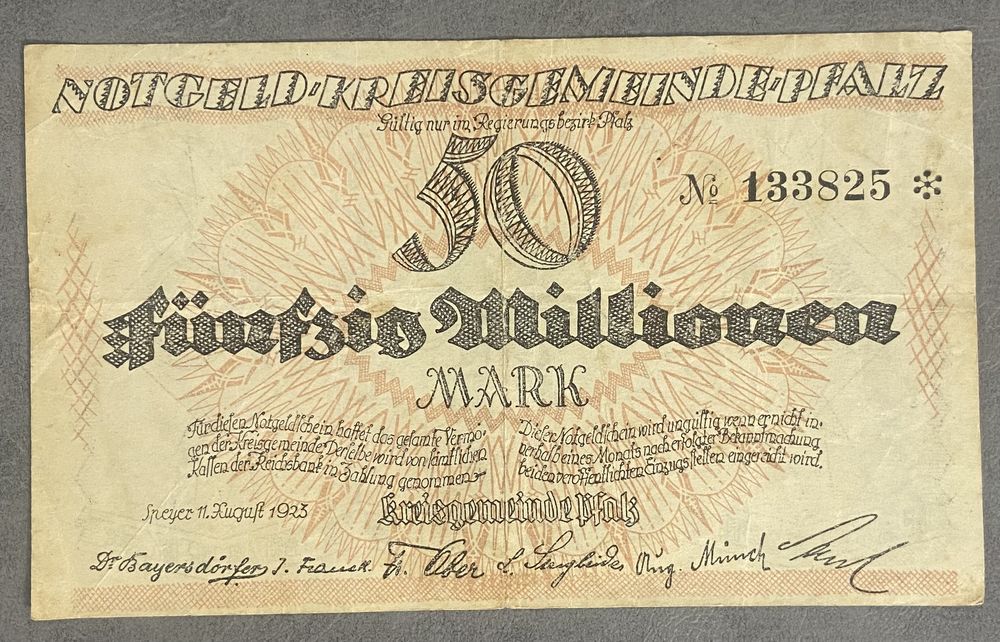 NOTGELD-KREISGEMEINDE-PFALZ
Gültig nur im Regierungsbezirk Pfalz
50
№ 133825 *
Fünfzig Millionen
MARK
Für diesen Notgeldschein haftet das gesamte Vermö-
gen der Kreisgemeinde. Derselbe wird von sämtlichen
Kassen der Reichsbank in Zahlung genommen
Dieser Notgeldschein wird ungültig wenn er nicht in-
nerhalb eines Monats nach erfolgter Bekanntmachung
bei den veröffentlichten Einzugsstellen eingereicht wird.
Kreisgemeinde Pfalz
Speyer 11. August 1923
Dr Bayersdörfer J. Franck. Fr. Ober L. Aug. Münch